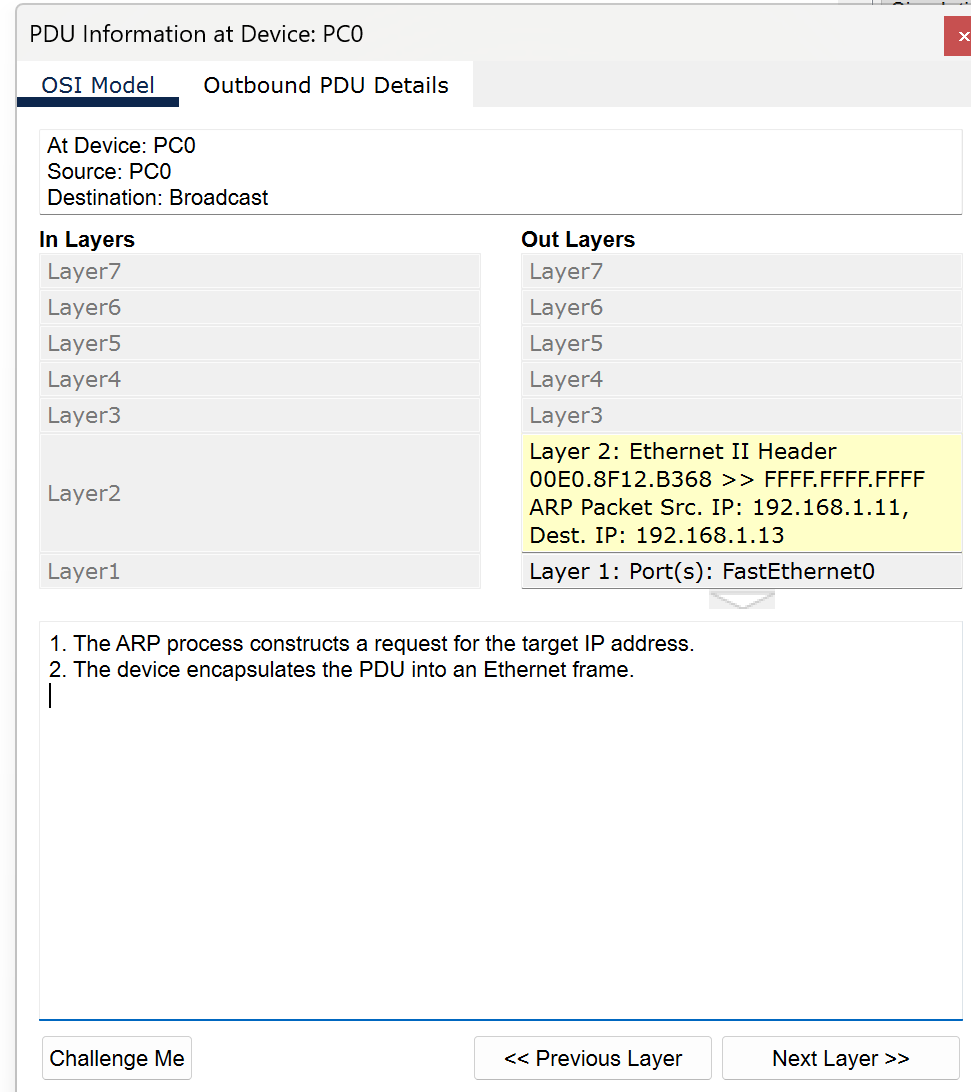 PDU Information at Device: PC0
OSI Model
Outbound PDU Details
At Device: PC0
Source: PC0
Destination: Broadcast
In Layers
Layer7
Layer6
Layer5
Layer4
Layer3
Layer2
Layer1
Out Layers
Layer7
Layer6
Layer5
Layer4
Layer3
Layer 2: Ethernet II Header
00E0.8F12.B368 >> FFFF.FFFF.FFFF
ARP Packet Src. IP: 192.168.1.11,
Dest. IP: 192.168.1.13
Layer 1: Port(s): FastEthernet0
1. The ARP process constructs a request for the target IP address.
2. The device encapsulates the PDU into an Ethernet frame.
Challenge Me
<< Previous Layer
Next Layer >>